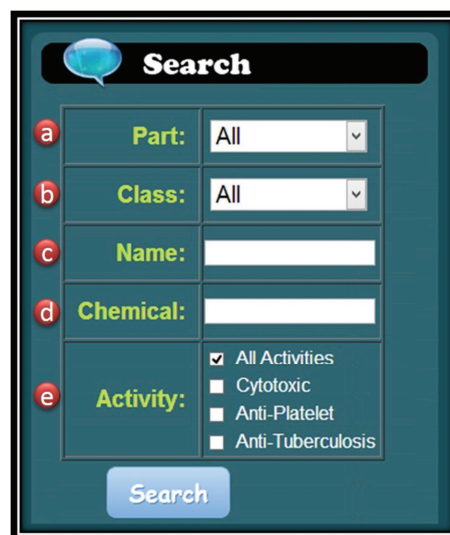 Search
a Part: All
b Class: All
c Name:
d Chemical:
e Activity:
All Activities
Cytotoxic
Anti-Platelet
Anti-Tuberculosis
Search